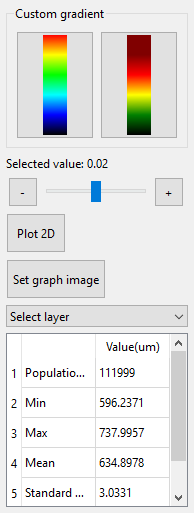 Custom gradient
Selected value: 0.02
- +
Plot 2D
Set graph image
Select layer
Value(um)
1 Populatio... 111999
2 Min 596.2371
3 Max 737.9957
4 Mean 634.8978
5 Standard ... 3.0331